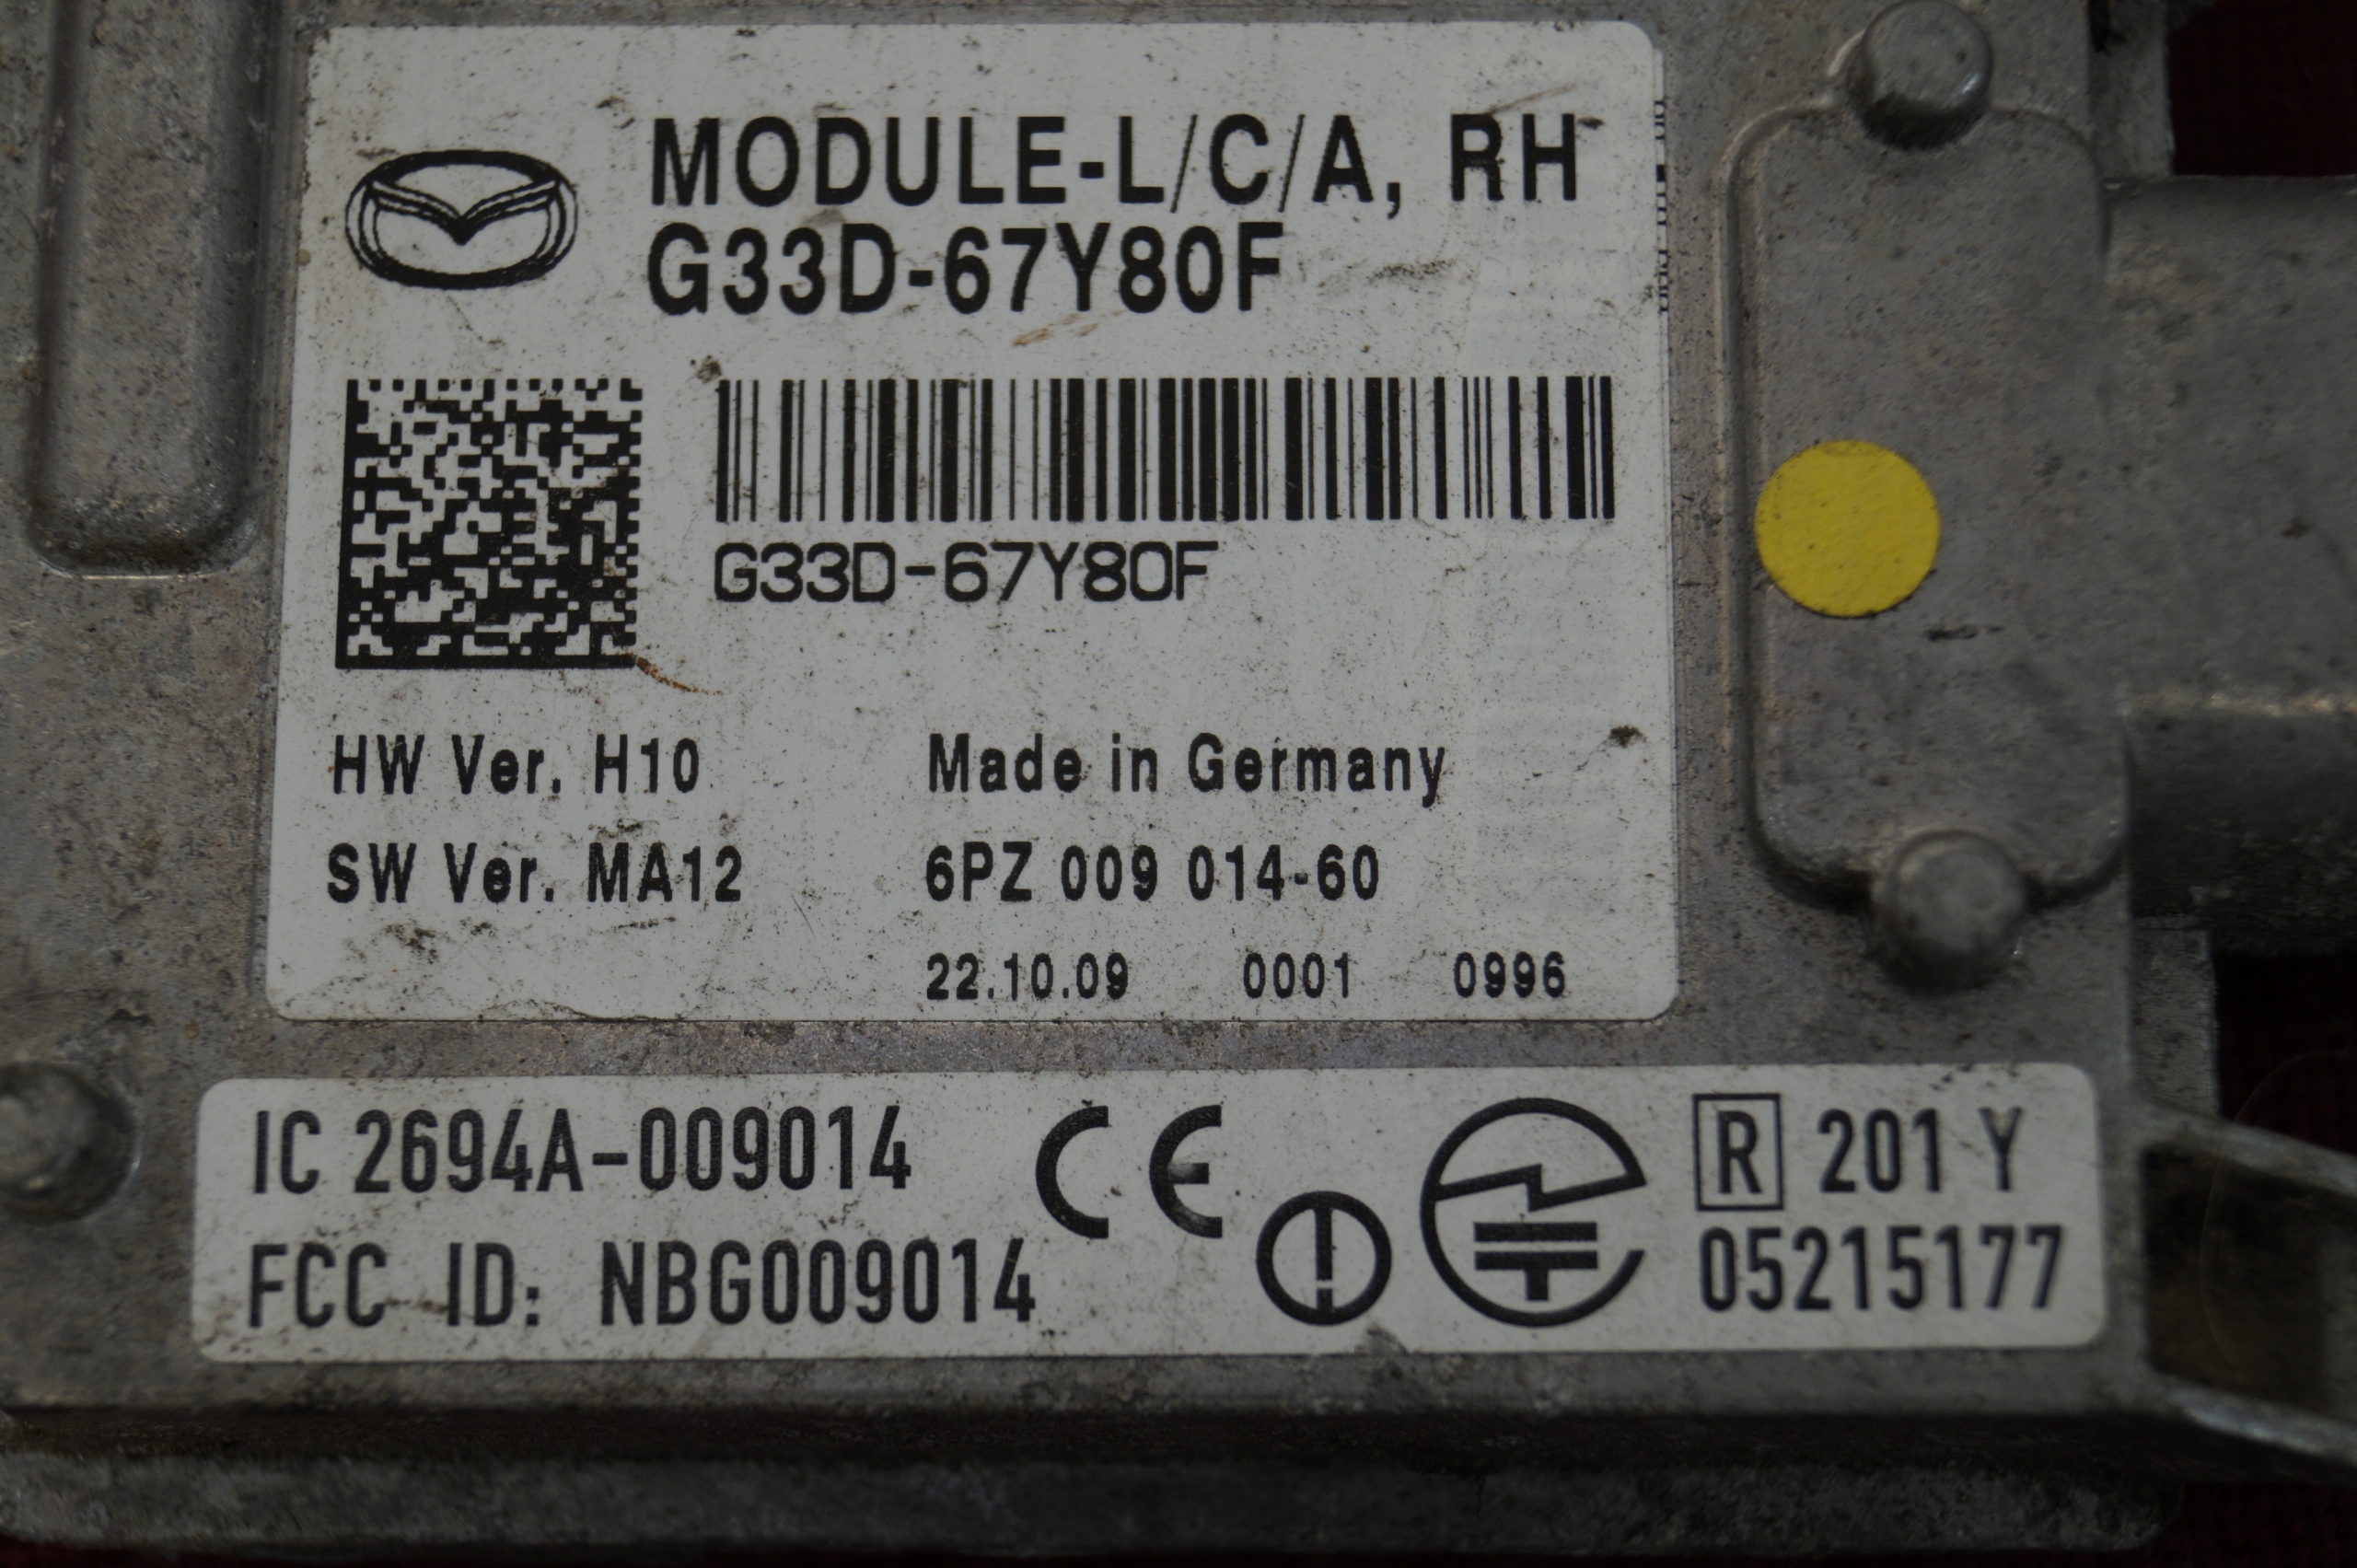 MODULE-L/C/A, RH
G33D-67Y80F
G33D-67Y80F
HW Ver. H10
Made in Germany
SW Ver. MA12
6PZ 009 014-60
22.10.09 0001 0996
IC 2694A-009014
CE
R 201 Y
FCC ID: NBG009014
05215177